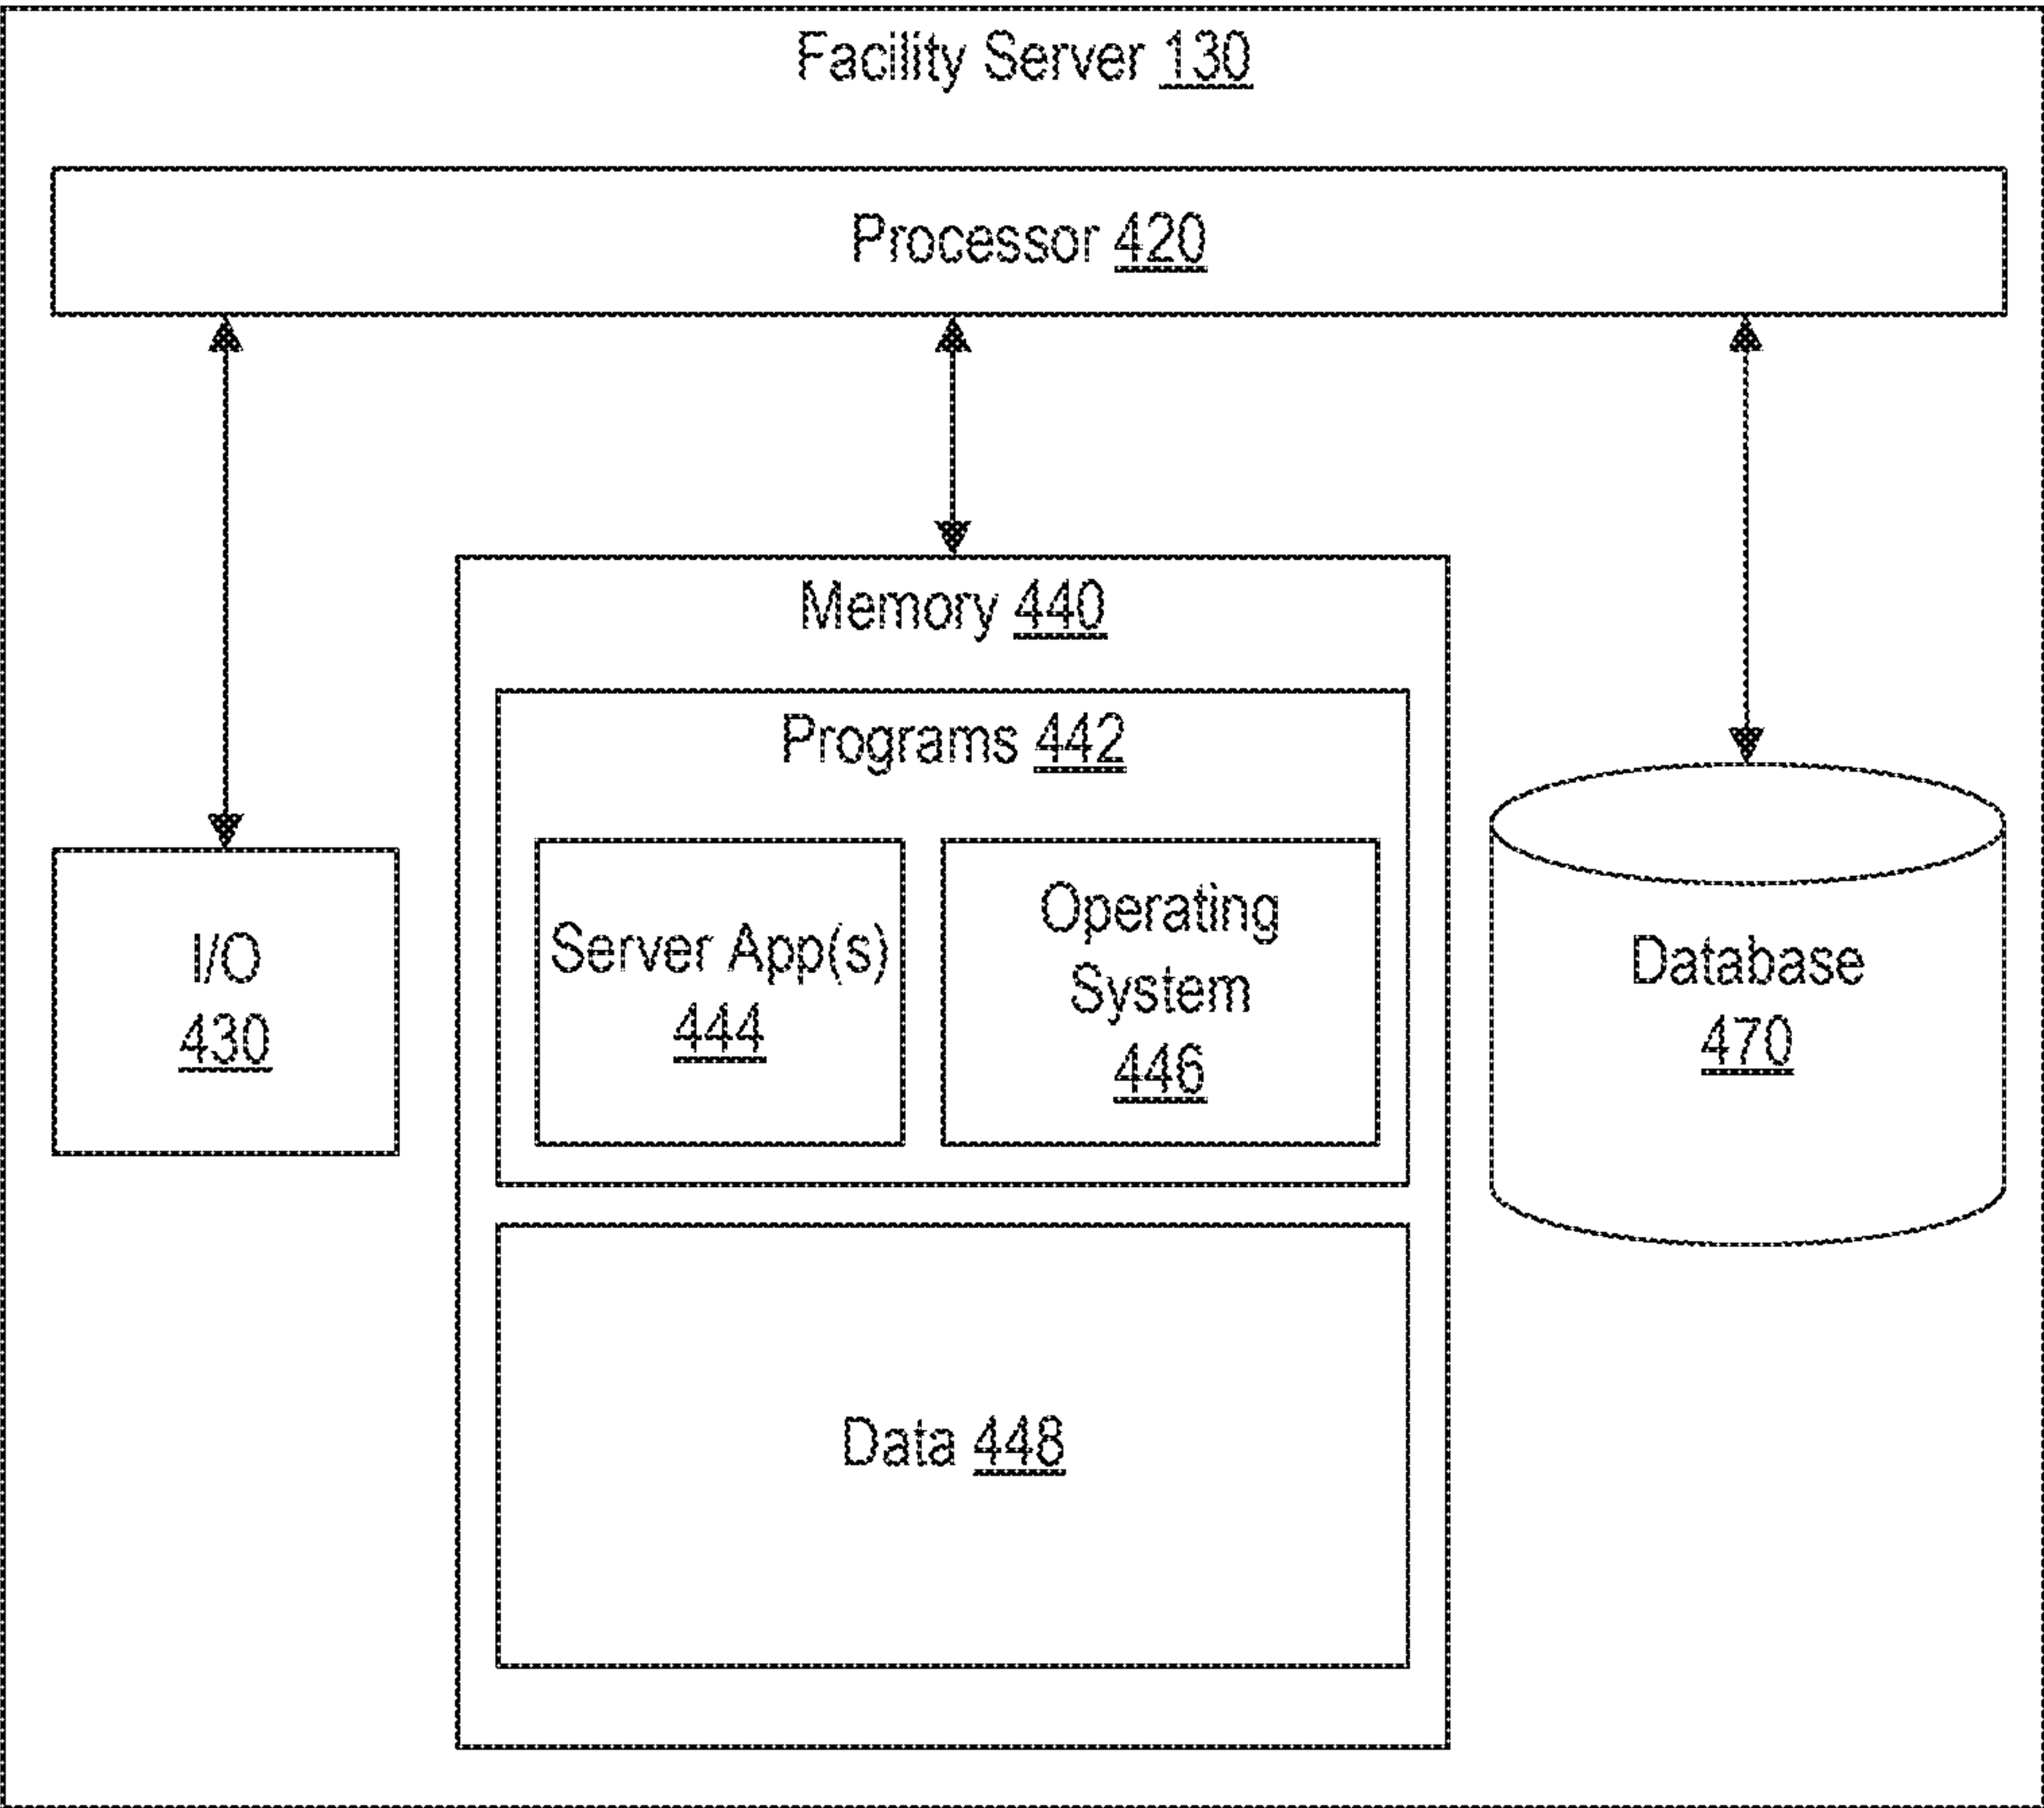 Facility Server 130
Processor 420
Memory 440
Programs 442
Server App(s)
444
Operating
System
446
I/O
430
Database
470
Data 448